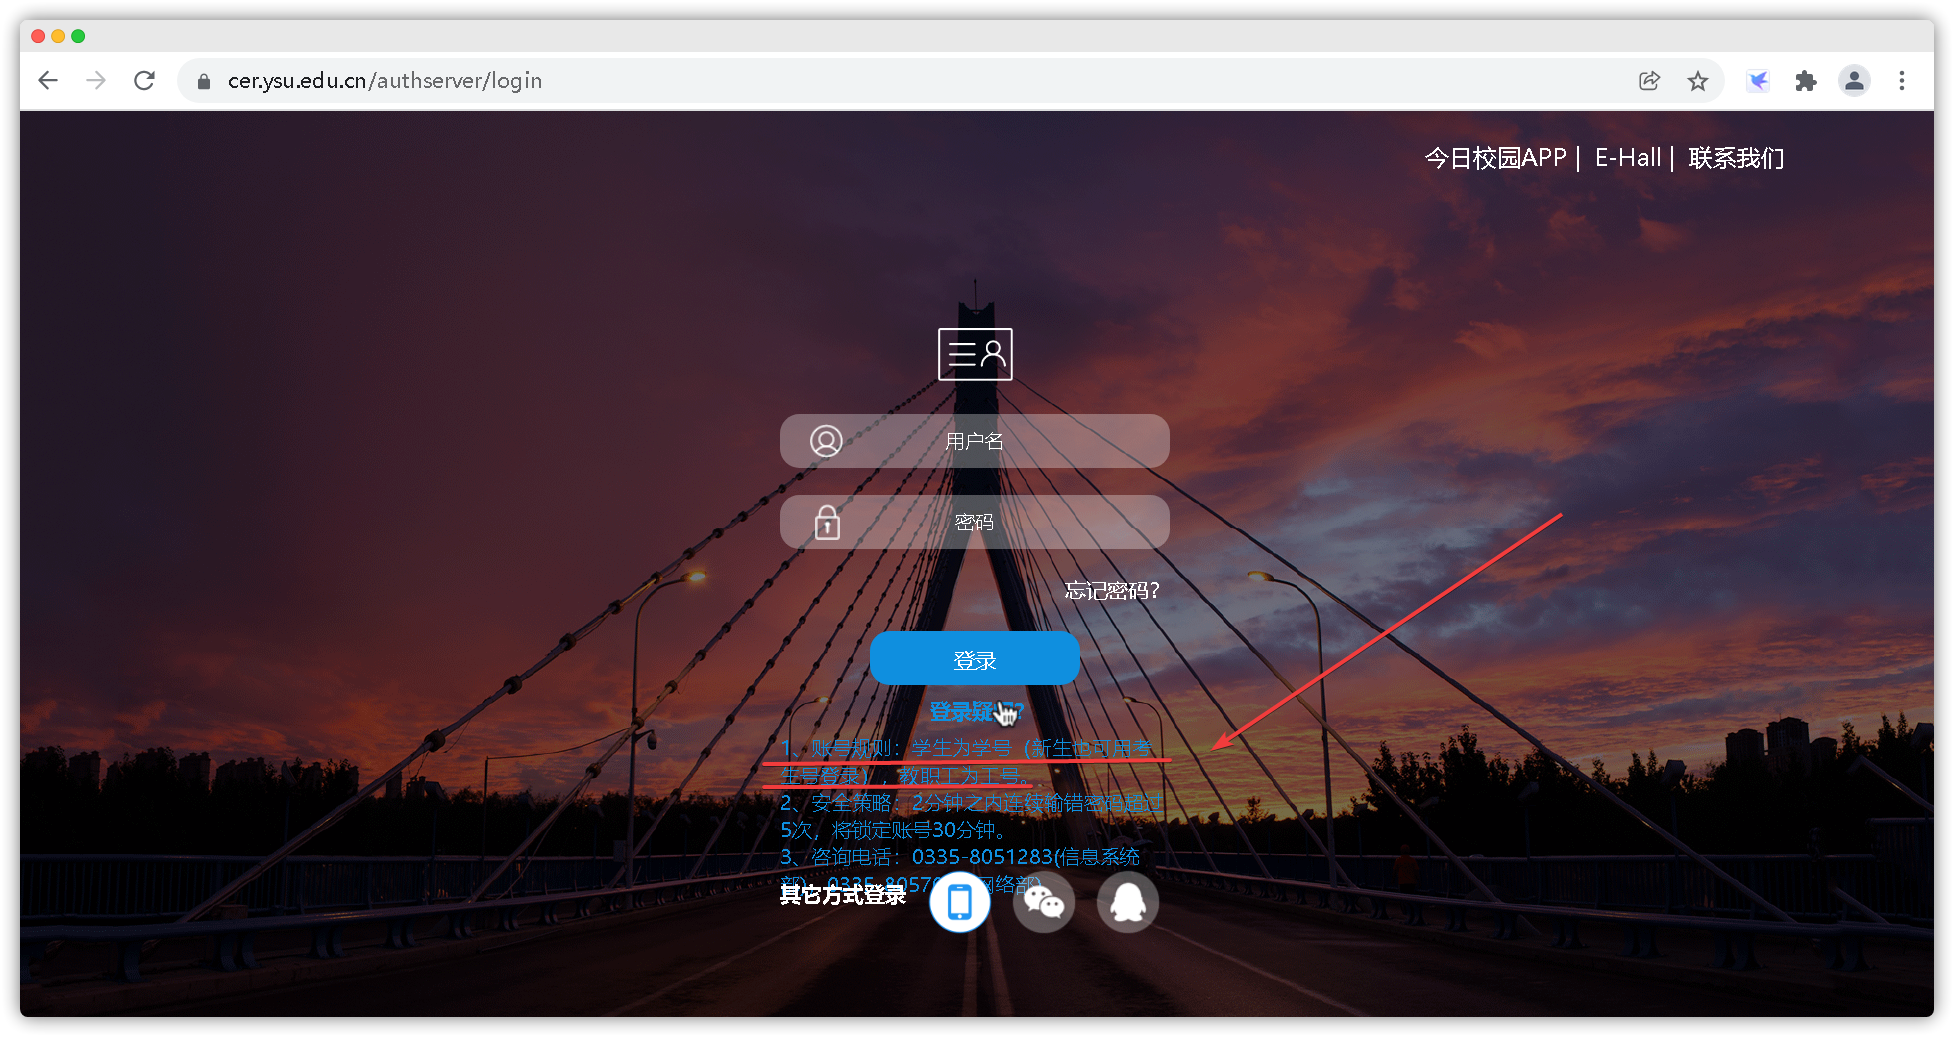 cer.ysu.edu.cn/authserver/login
今日校园APP | E-Hall | 联系我们
用户名
密码
忘记密码?
登录
登录疑?
1、账号规则：学生为学号（新生也可用考
生号登录），教职工为工号。
2、安全策略：2分钟之内连续输错密码超过
5次，将锁定账号30分钟。
3、咨询电话：0335-8051283(信息系统
部) 0335-80570 网络部)
其它方式登录